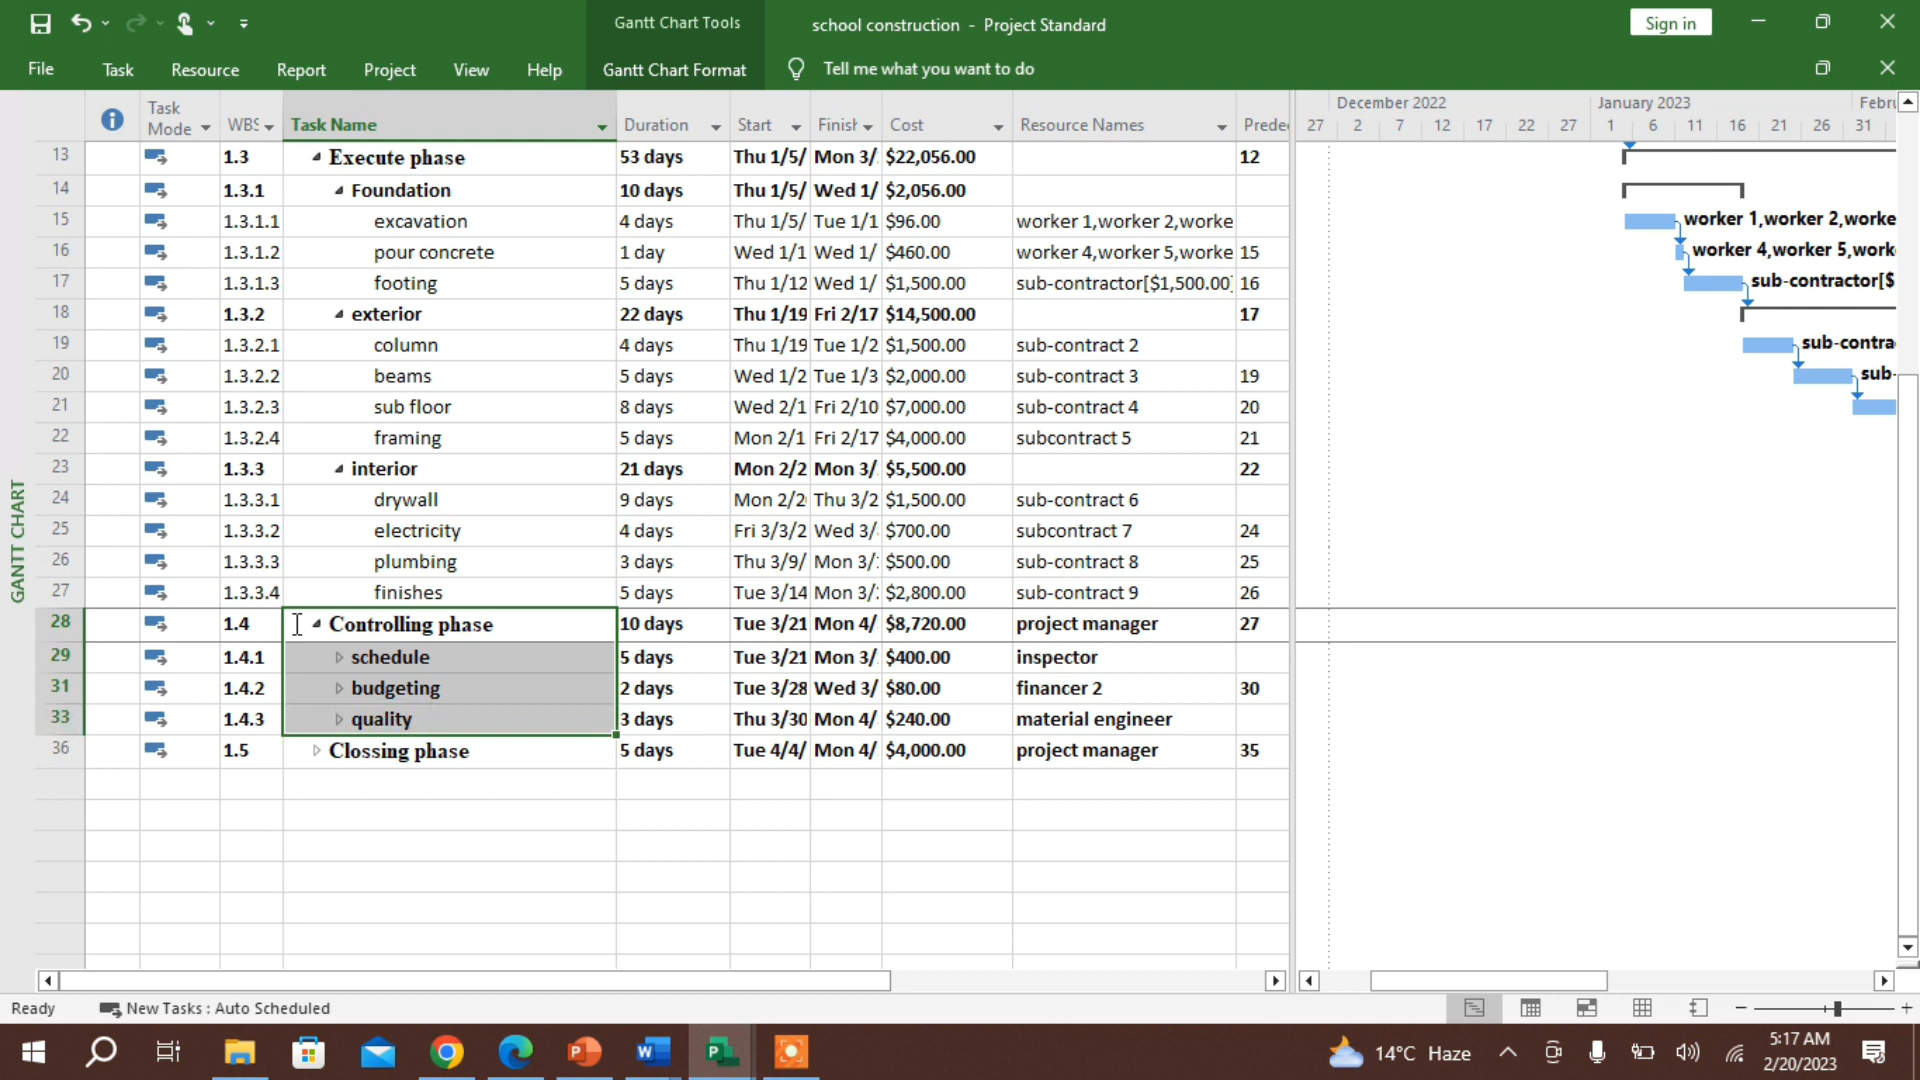 Gantt Chart Tools
school construction - Project Standard
Sign in
File Task Resource Report Project View Help Gantt Chart Format Tell me what you want to do
Task Mode WBS Task Name Duration Start Finish Cost Resource Names Prede
December 2022 January 2023 Febru
27 2 7 12 17 22 27 1 6 11 16 21 26 31
13 1.3 Execute phase 53 days Thu 1/5/ Mon 3/ $22,056.00 12
14 1.3.1 Foundation 10 days Thu 1/5/ Wed 1/ $2,056.00
15 1.3.1.1 excavation 4 days Thu 1/5/ Tue 1/1 $96.00 worker 1,worker 2,worke worker 1,worker 2,worke
16 1.3.1.2 pour concrete 1 day Wed 1/1 Wed 1/ $460.00 worker 4,worker 5,worke 15 worker 4,worker 5,work
17 1.3.1.3 footing 5 days Thu 1/12 Wed 1/ $1,500.00 sub-contractor[$1,500.00] 16 sub-contractor[$
18 1.3.2 exterior 22 days Thu 1/19 Fri 2/17 $14,500.00 17
19 1.3.2.1 column 4 days Thu 1/19 Tue 1/2 $1,500.00 sub-contract 2 sub-contra
20 1.3.2.2 beams 5 days Wed 1/2 Tue 1/3 $2,000.00 sub-contract 3 19 sub-
21 1.3.2.3 sub floor 8 days Wed 2/1 Fri 2/10 $7,000.00 sub-contract 4 20
22 1.3.2.4 framing 5 days Mon 2/1 Fri 2/17 $4,000.00 subcontract 5 21
23 1.3.3 interior 21 days Mon 2/2 Mon 3/ $5,500.00 22
24 1.3.3.1 drywall 9 days Mon 2/2 Thu 3/2 $1,500.00 sub-contract 6
25 1.3.3.2 electricity 4 days Fri 3/3/2 Wed 3/ $700.00 subcontract 7 24
26 1.3.3.3 plumbing 3 days Thu 3/9/ Mon 3/ $500.00 sub-contract 8 25
27 1.3.3.4 finishes 5 days Tue 3/14 Mon 3/ $2,800.00 sub-contract 9 26
28 1.4 Controlling phase 10 days Tue 3/21 Mon 4/ $8,720.00 project manager 27
29 1.4.1 schedule 5 days Tue 3/21 Mon 3/ $400.00 inspector
31 1.4.2 budgeting 2 days Tue 3/28 Wed 3/ $80.00 financer 2 30
33 1.4.3 quality 3 days Thu 3/30 Mon 4/ $240.00 material engineer
36 1.5 Clossing phase 5 days Tue 4/4/ Mon 4/ $4,000.00 project manager 35
GANTT CHART
Ready New Tasks : Auto Scheduled
14°C Haze
5:17 AM
2/20/2023